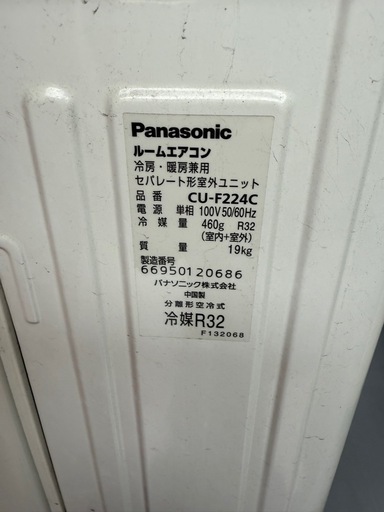 Panasonic
ルームエアコン
冷房・暖房兼用
セパレート形室外ユニット
品番 CU-F224C
電源 単相 100V 50/60Hz
冷媒量 460g R32
(室内+室外)
質量 19kg
製造番号
66950120686
パナソニック株式会社
中国製
分離形空冷式
冷媒R32
F132068